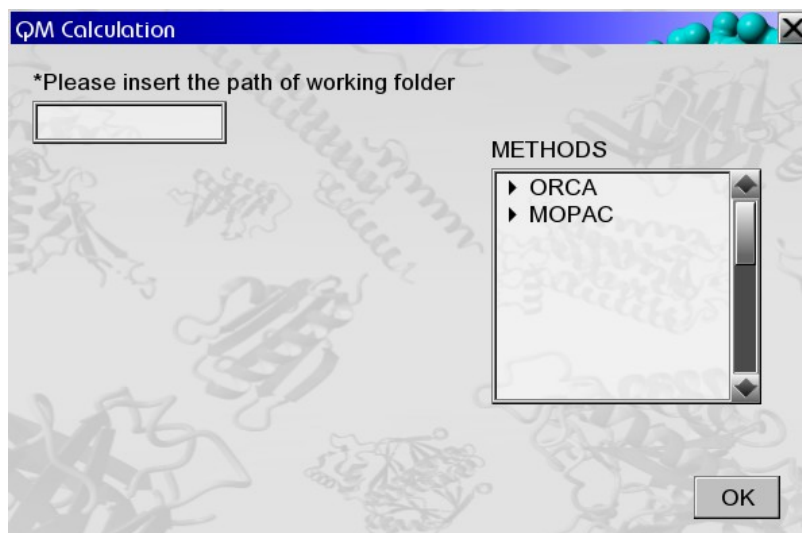 QM Calculation
*Please insert the path of working folder
METHODS
ORCA
MOPAC
OK